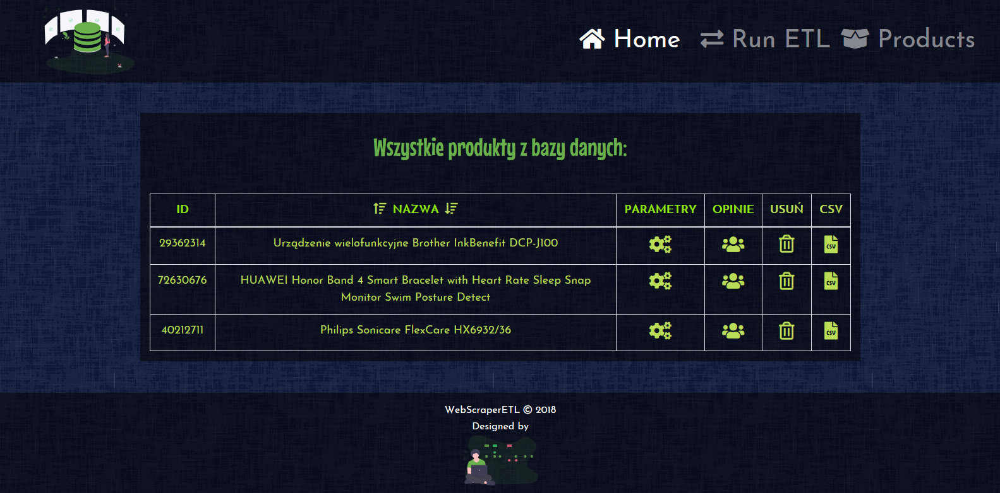 Home Run ETL Products
Wszystkie produkty z bazy danych:
ID NAZWA PARAMETRY OPINIE USUŃ CSV
29362314 Urządzenie wielofunkcyjne Brother InkBenefit DCP-J100 CSV
72630676 HUAWEI Honor Band 4 Smart Bracelet with Heart Rate Sleep Snap CSV
Monitor Swim Posture Detect
40212711 Philips Sonicare FlexCare HX6932/36 CSV
WebScraperETL © 2018
Designed by